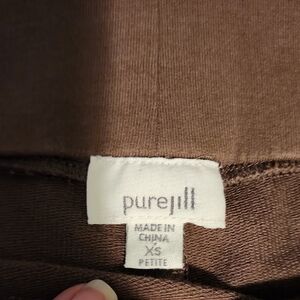 purejill
MADE IN
CHINA
XS
PETITE